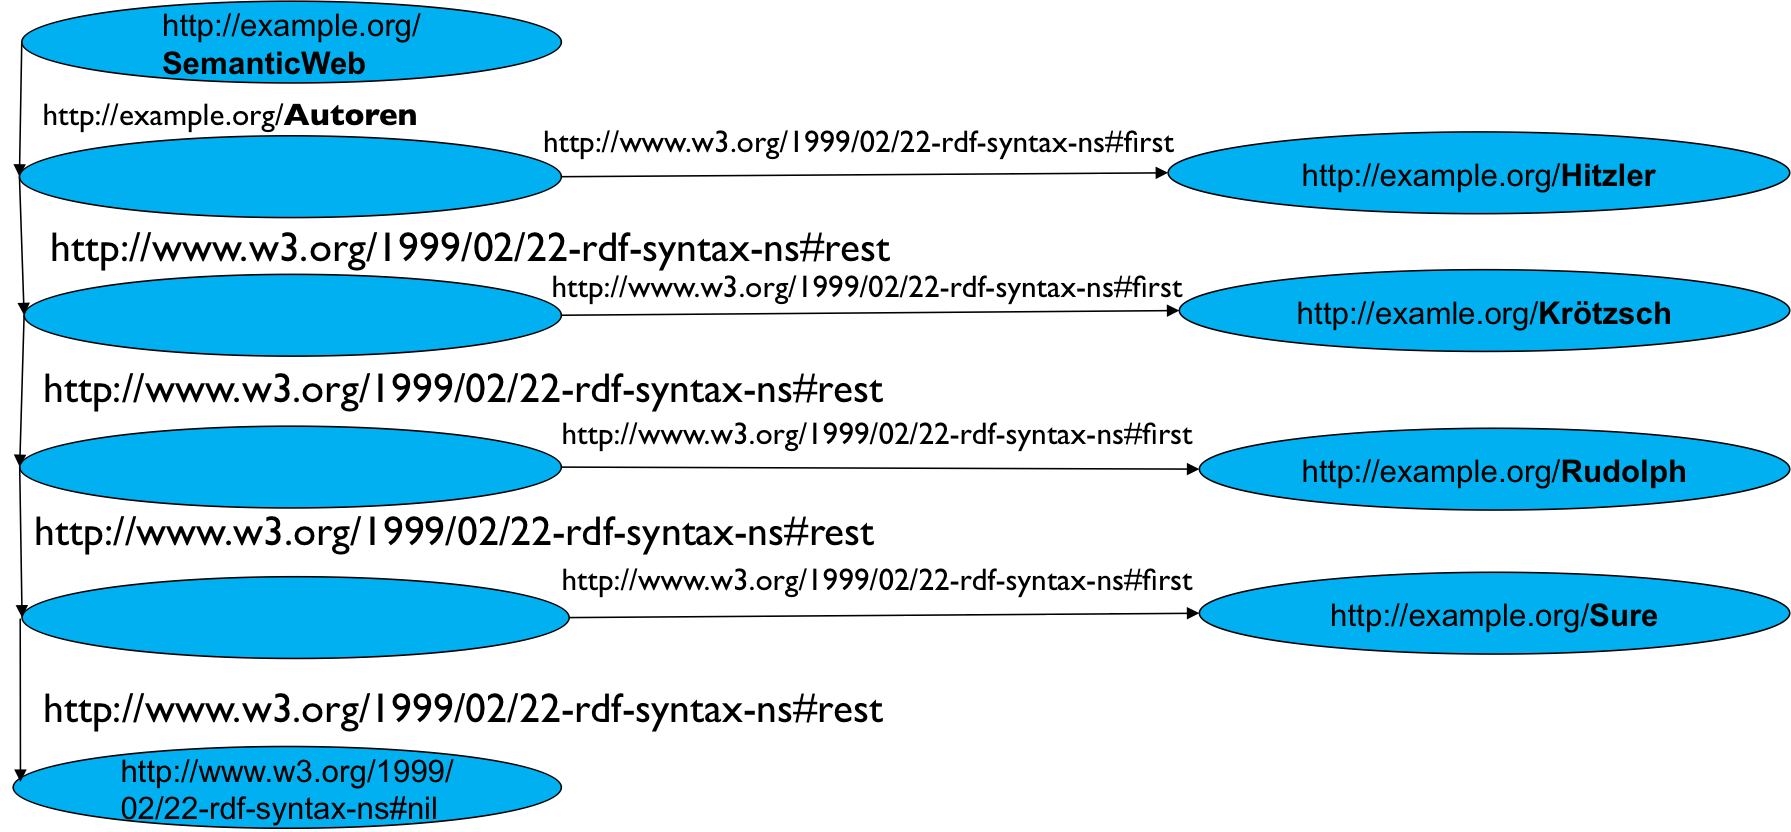 http://example.org/
SemanticWeb
http://example.org/Autoren
http://www.w3.org/1999/02/22-rdf-syntax-ns#first
http://example.org/Hitzler
http://www.w3.org/1999/02/22-rdf-syntax-ns#rest
http://www.w3.org/1999/02/22-rdf-syntax-ns#first
http://examle.org/Krötzsch
http://www.w3.org/1999/02/22-rdf-syntax-ns#rest
http://www.w3.org/1999/02/22-rdf-syntax-ns#first
http://example.org/Rudolph
http://www.w3.org/1999/02/22-rdf-syntax-ns#rest
http://www.w3.org/1999/02/22-rdf-syntax-ns#first
http://example.org/Sure
http://www.w3.org/1999/02/22-rdf-syntax-ns#rest
http://www.w3.org/1999/
02/22-rdf-syntax-ns#nil